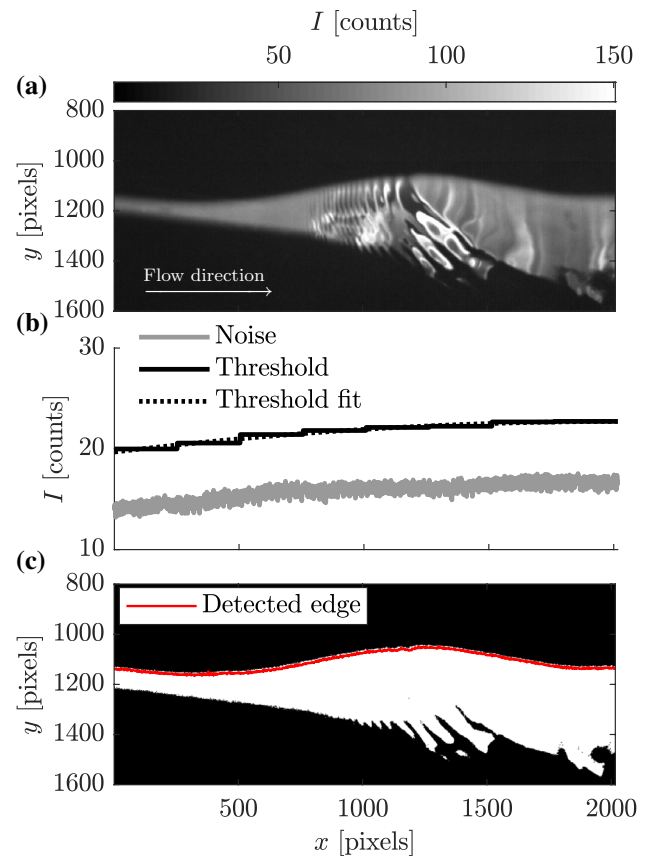 I [counts]
50 100 150
(a)
800
1000
1200
1400
1600
y [pixels]
Flow direction
(b)
30
20
10
I [counts]
Noise
Threshold
Threshold fit
(c)
800
1000
1200
1400
1600
y [pixels]
Detected edge
500 1000 1500 2000
x [pixels]